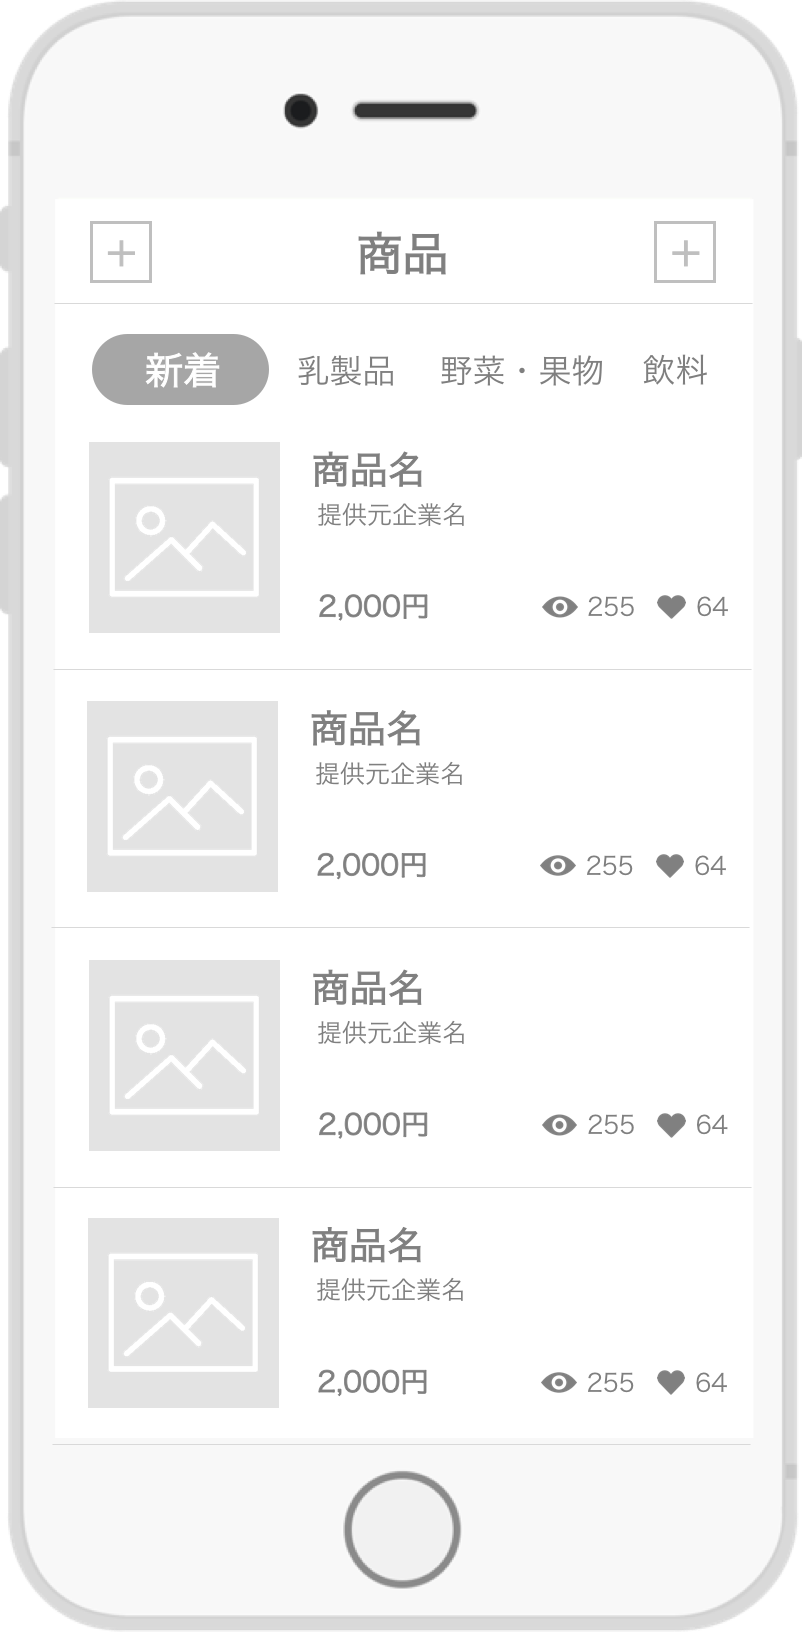 商品
新着 乳製品 野菜・果物 飲料
商品名
提供元企業名
2,000円 255 64
商品名
提供元企業名
2,000円 255 64
商品名
提供元企業名
2,000円 255 64
商品名
提供元企業名
2,000円 255 64